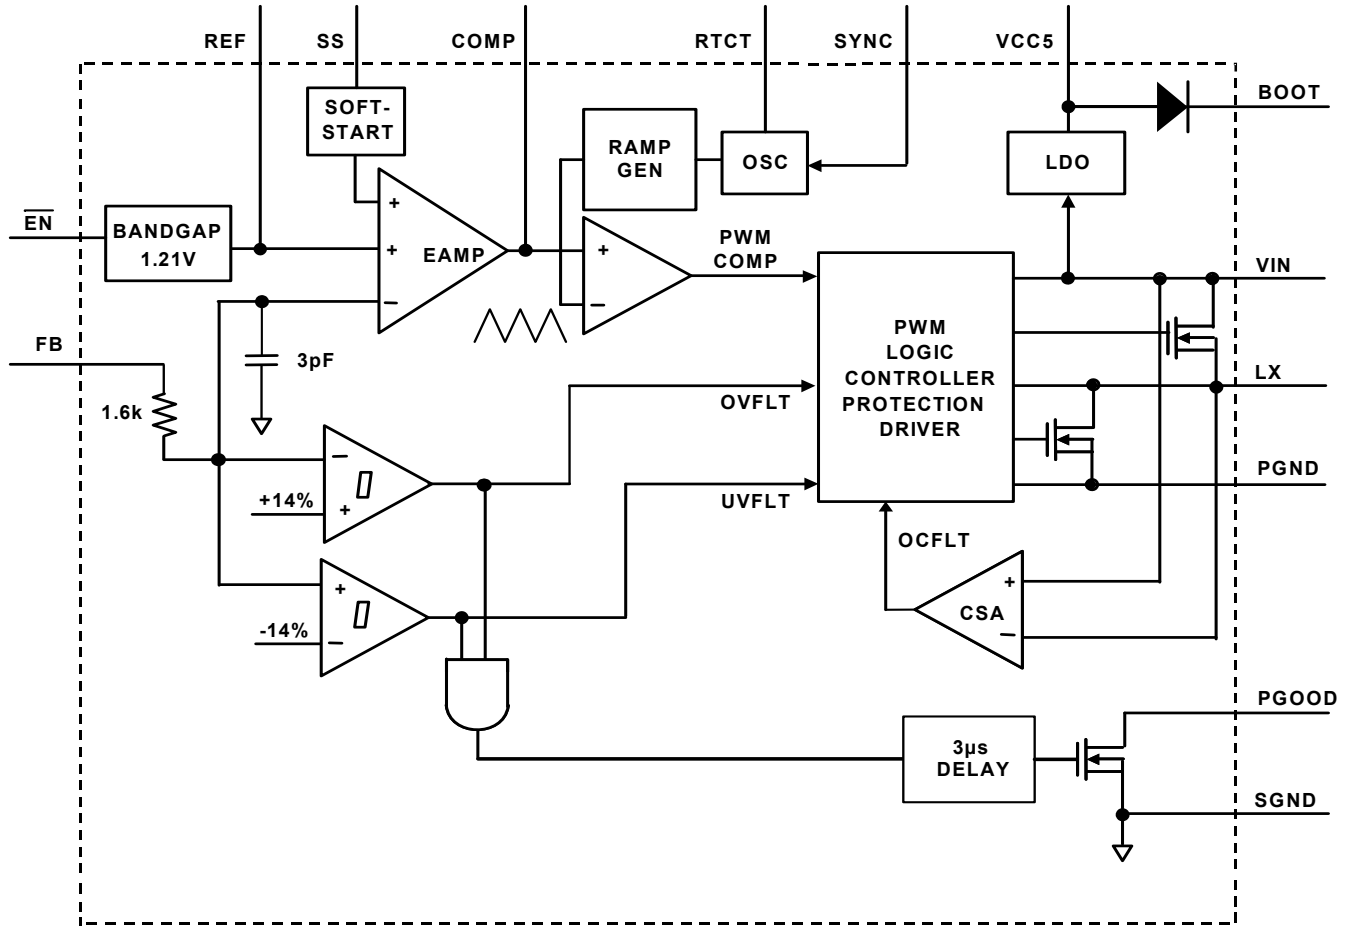 REF
SS
COMP
RTCT
SYNC
VCC5
BOOT
SOFT-
START
RAMP
GEN
OSC
LDO
EN
BANDGAP
1.21V
+
+
−
EAMP
+
−
PWM
COMP
VIN
FB
3pF
PWM
LOGIC
CONTROLLER
PROTECTION
DRIVER
LX
1.6k
OVFLT
−
+14%
+
UVFLT
PGND
OCFLT
+
-14%
−
+
CSA
−
PGOOD
3µs
DELAY
SGND